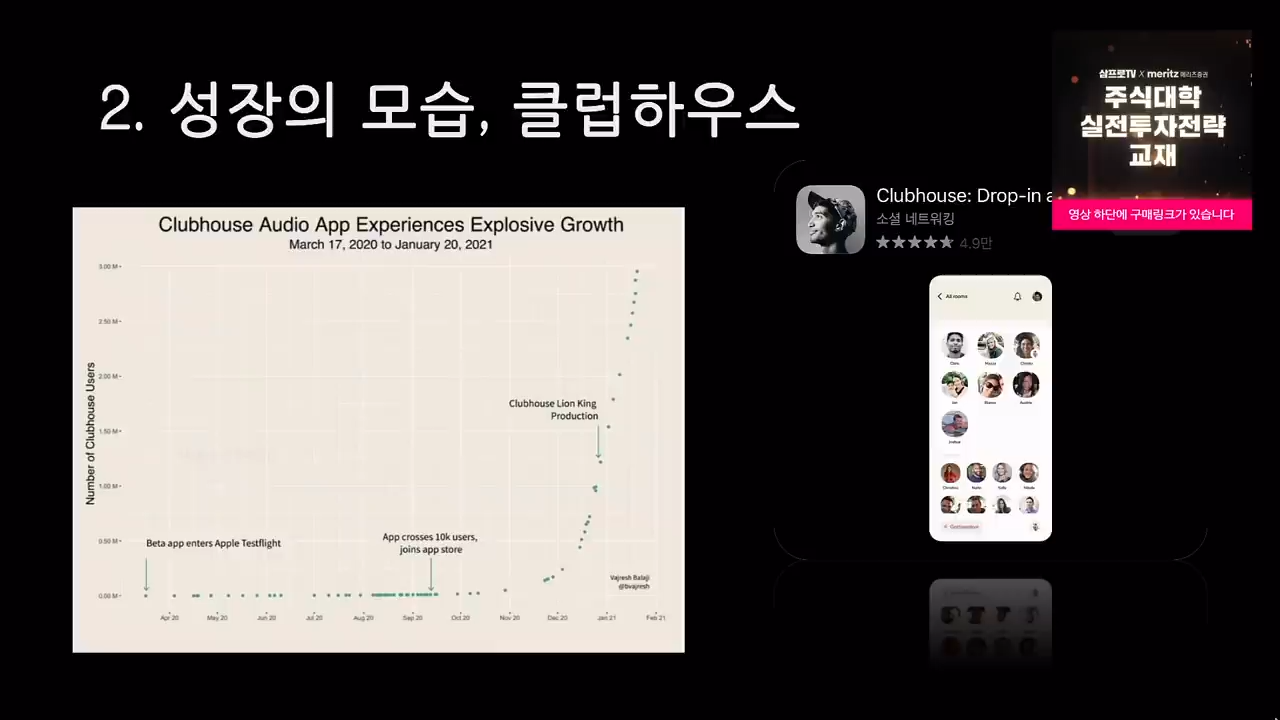 2. 성장의 모습, 클럽하우스
삼프로TV X meritz 메리츠증권
주식대학
실전투자전략
교재
영상 하단에 구매링크가 있습니다
Clubhouse Audio App Experiences Explosive Growth
March 17, 2020 to January 20, 2021
Number of Clubhouse Users
3.00 M
2.50 M
2.00 M
1.50 M
1.00 M
0.50 M
0.00 M
Clubhouse Lion King
Production
Beta app enters Apple Testflight
App crosses 10k users,
joins app store
Vajresh Balaji
@bvajresh
Apr 20 May 20 Jun 20 Jul 20 Aug 20 Sep 20 Oct 20 Nov 20 Dec 20 Jan 21 Feb 21
Clubhouse: Drop-in a
소셜 네트워킹
4.9만
All rooms